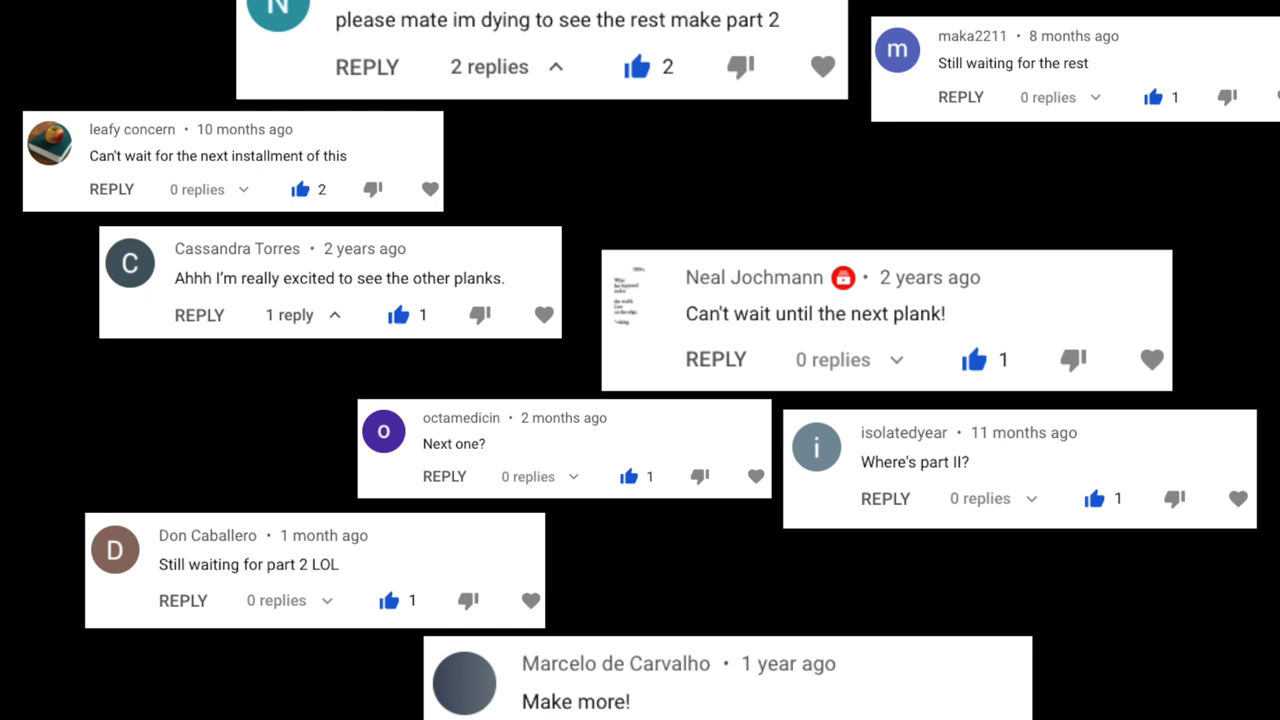 N
please mate im dying to see the rest make part 2
REPLY 2 replies 2
m
maka2211 • 8 months ago
Still waiting for the rest
REPLY 0 replies 1
leafy concern • 10 months ago
Can't wait for the next installment of this
REPLY 0 replies 2
C
Cassandra Torres • 2 years ago
Ahhh I'm really excited to see the other planks.
REPLY 1 reply 1
Neal Jochmann • 2 years ago
Can't wait until the next plank!
REPLY 0 replies 1
o
octamedicin • 2 months ago
Next one?
REPLY 0 replies 1
i
isolatedyear • 11 months ago
Where's part II?
REPLY 0 replies 1
D
Don Caballero • 1 month ago
Still waiting for part 2 LOL
REPLY 0 replies 1
Marcelo de Carvalho • 1 year ago
Make more!